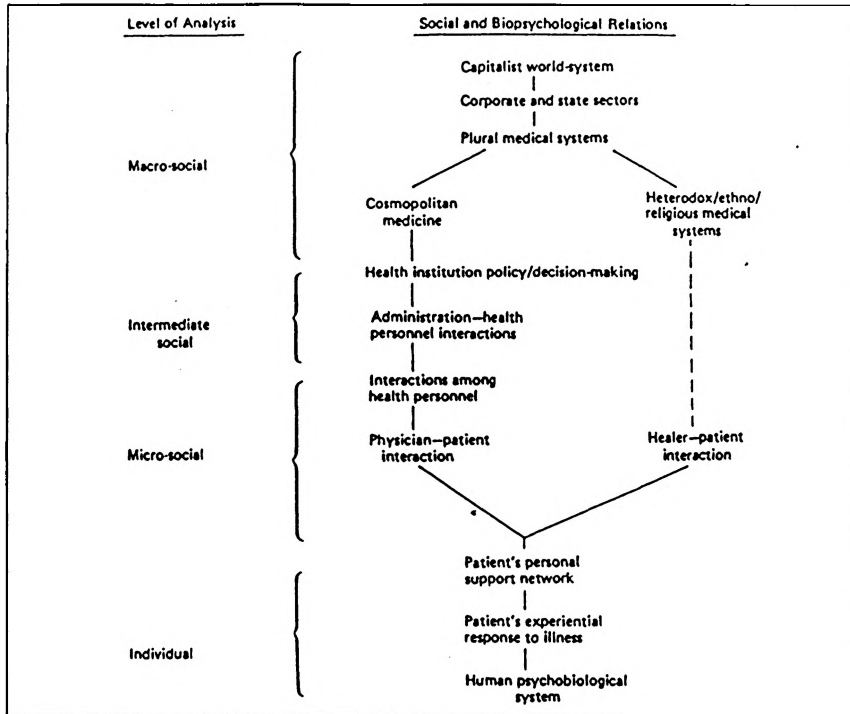 Level of Analysis
Social and Biopsychological Relations
Capitalist world-system
Corporate and state sectors
Plural medical systems
Macro-social
Cosmopolitan
medicine
Heterodox/ethno/
religious medical
systems
Health institution policy/decision-making
Intermediate
social
Administration—health
personnel interactions
Interactions among
health personnel
Micro-social
Physician—patient
interaction
Healer—patient
interaction
Patient's personal
support network
Individual
Patient's experiential
response to illness
Human psychobiological
system